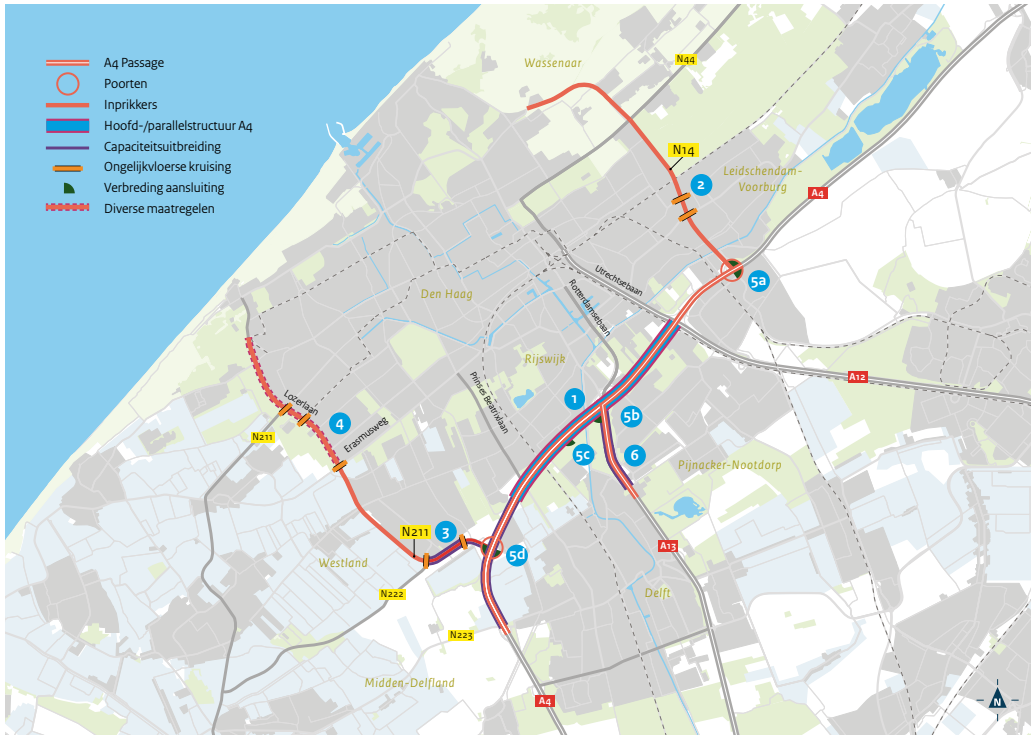 A4 Passage
Poorten
Inprikkers
Hoofd-/parallelstructuur A4
Capaciteitsuitbreiding
Ongelijkvloerse kruising
Verbreding aansluiting
Diverse maatregelen
Wassenaar
N44
N14
2
Leidschendam-
Voorburg
A4
5a
Utrechtsebaan
Rotterdamsebaan
Den Haag
Rijswijk
Prinses Beatrixlaan
A12
1
5b
5c
6
Lozerlaan
4
Erasmusweg
N211
Pijnacker-Nootdorp
N211
3
5d
A13
Westland
N222
Delft
N223
Midden-Delfland
A4
N